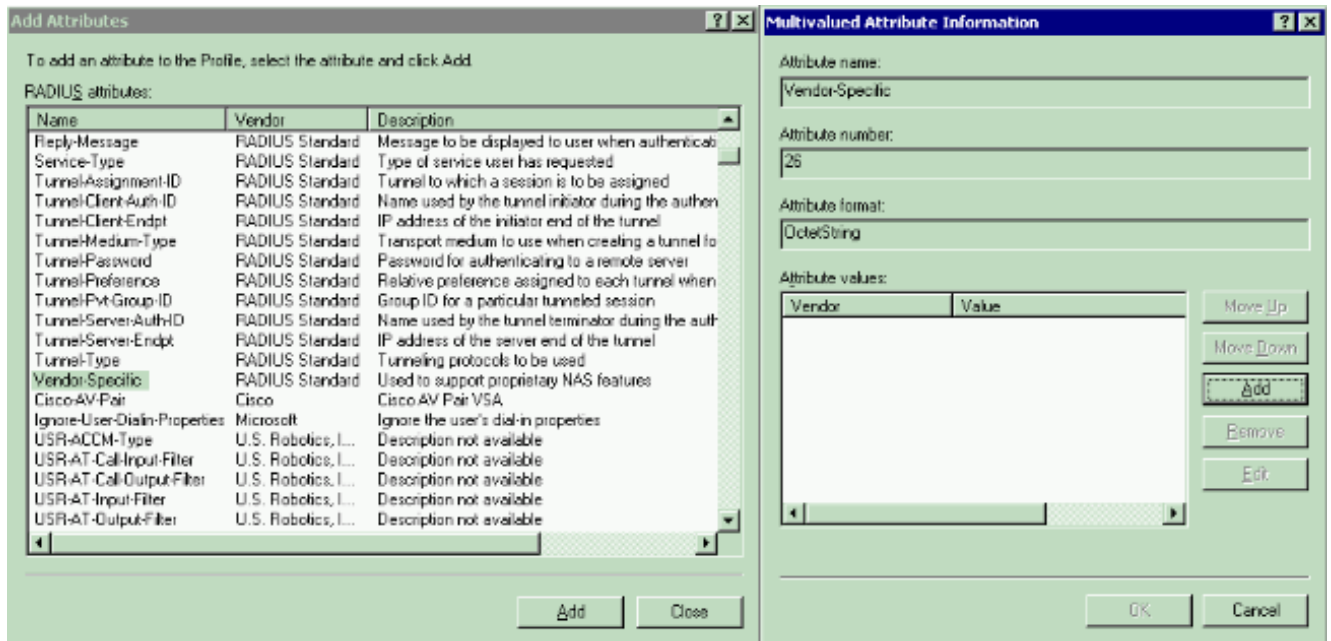 Add Attributes
To add an attribute to the Profile, select the attribute and click Add.
RADIUS attributes:
Name Vendor Description
Reply-Message RADIUS Standard Message to be displayed to user when authenticati
Service-Type RADIUS Standard Type of service user has requested
Tunnel-Assignment-ID RADIUS Standard Tunnel to which a session is to be assigned
Tunnel-Client-Auth-ID RADIUS Standard Name used by the tunnel initiator during the authen
Tunnel-Client-Endpt RADIUS Standard IP address of the initiator end of the tunnel
Tunnel-Medium-Type RADIUS Standard Transport medium to use when creating a tunnel fo
Tunnel-Password RADIUS Standard Password for authenticating to a remote server
Tunnel-Preference RADIUS Standard Relative preference assigned to each tunnel when
Tunnel-Pvt-Group-ID RADIUS Standard Group ID for a particular tunneled session
Tunnel-Server-Auth-ID RADIUS Standard Name used by the tunnel terminator during the auth
Tunnel-Server-Endpt RADIUS Standard IP address of the server end of the tunnel
Tunnel-Type RADIUS Standard Tunneling protocols to be used
Vendor-Specific RADIUS Standard Used to support proprietary NAS features
Cisco-AV-Pair Cisco Cisco AV Pair VSA
Ignore-User-Dialin-Properties Microsoft Ignore the user's dial-in properties
USR-ACCM-Type U.S. Robotics, I... Description not available
USR-AT-Call-Input-Filter U.S. Robotics, I... Description not available
USR-AT-Call-Output-Filter U.S. Robotics, I... Description not available
USR-AT-Input-Filter U.S. Robotics, I... Description not available
USR-AT-Output-Filter U.S. Robotics, I... Description not available
Add Close
Multivalued Attribute Information
Attribute name:
Vendor-Specific
Attribute number:
26
Attribute format:
OctetString
Attribute values:
Vendor Value
Move Up
Move Down
Add
Remove
Edit
OK Cancel